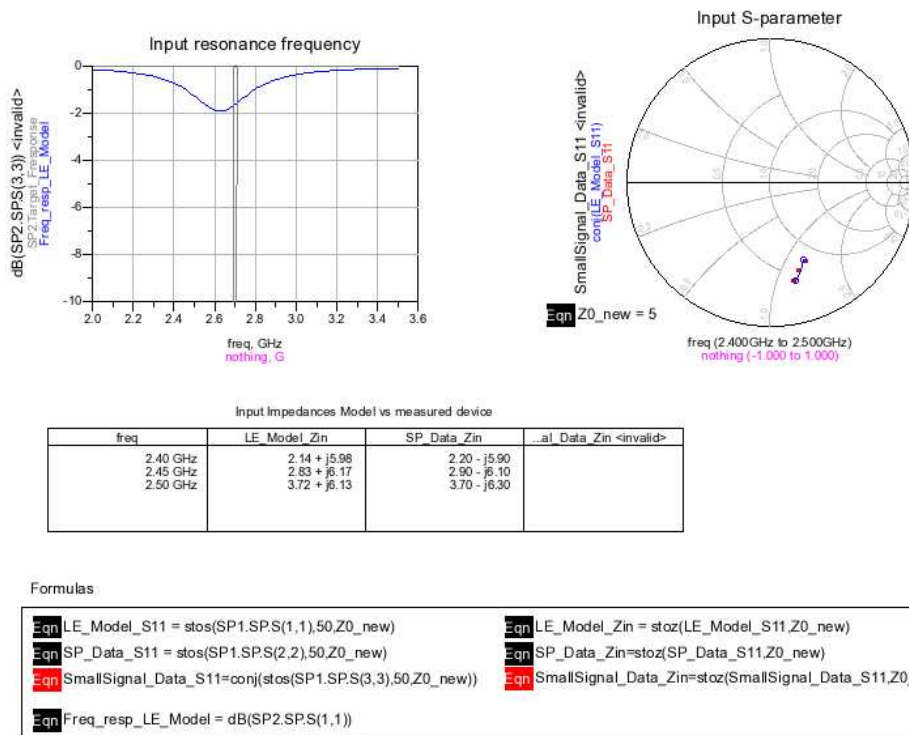 Input resonance frequency
dB(SP2.SP.S(3,3)) <invalid>
SP2.Target_Fresponse
Freq_resp_LE_Model
0
-2
-4
-6
-8
-10
2.0 2.2 2.4 2.6 2.8 3.0 3.2 3.4 3.6
freq, GHz
nothing, G
Input S-parameter
SmallSignal_Data_S11 <invalid>
conj(LE_Model_S11)
SP_Data_S11
Eqn Z0_new = 5
freq (2.400GHz to 2.500GHz)
nothing (-1.000 to 1.000)
Input Impedances Model vs measured device
freq LE_Model_Zin SP_Data_Zin ...al_Data_Zin <invalid>
2.40 GHz 2.14 + j5.98 2.20 - j5.90
2.45 GHz 2.83 + j6.17 2.90 - j6.10
2.50 GHz 3.72 + j6.13 3.70 - j6.30
Formulas
Eqn LE_Model_S11 = stos(SP1.SP.S(1,1),50,Z0_new)
Eqn SP_Data_S11 = stos(SP1.SP.S(2,2),50,Z0_new)
Eqn SmallSignal_Data_S11=conj(stos(SP1.SP.S(3,3),50,Z0_new))
Eqn Freq_resp_LE_Model = dB(SP2.SP.S(1,1))
Eqn LE_Model_Zin = stoz(LE_Model_S11,Z0_new)
Eqn SP_Data_Zin=stoz(SP_Data_S11,Z0_new)
Eqn SmallSignal_Data_Zin=stoz(SmallSignal_Data_S11,Z0_